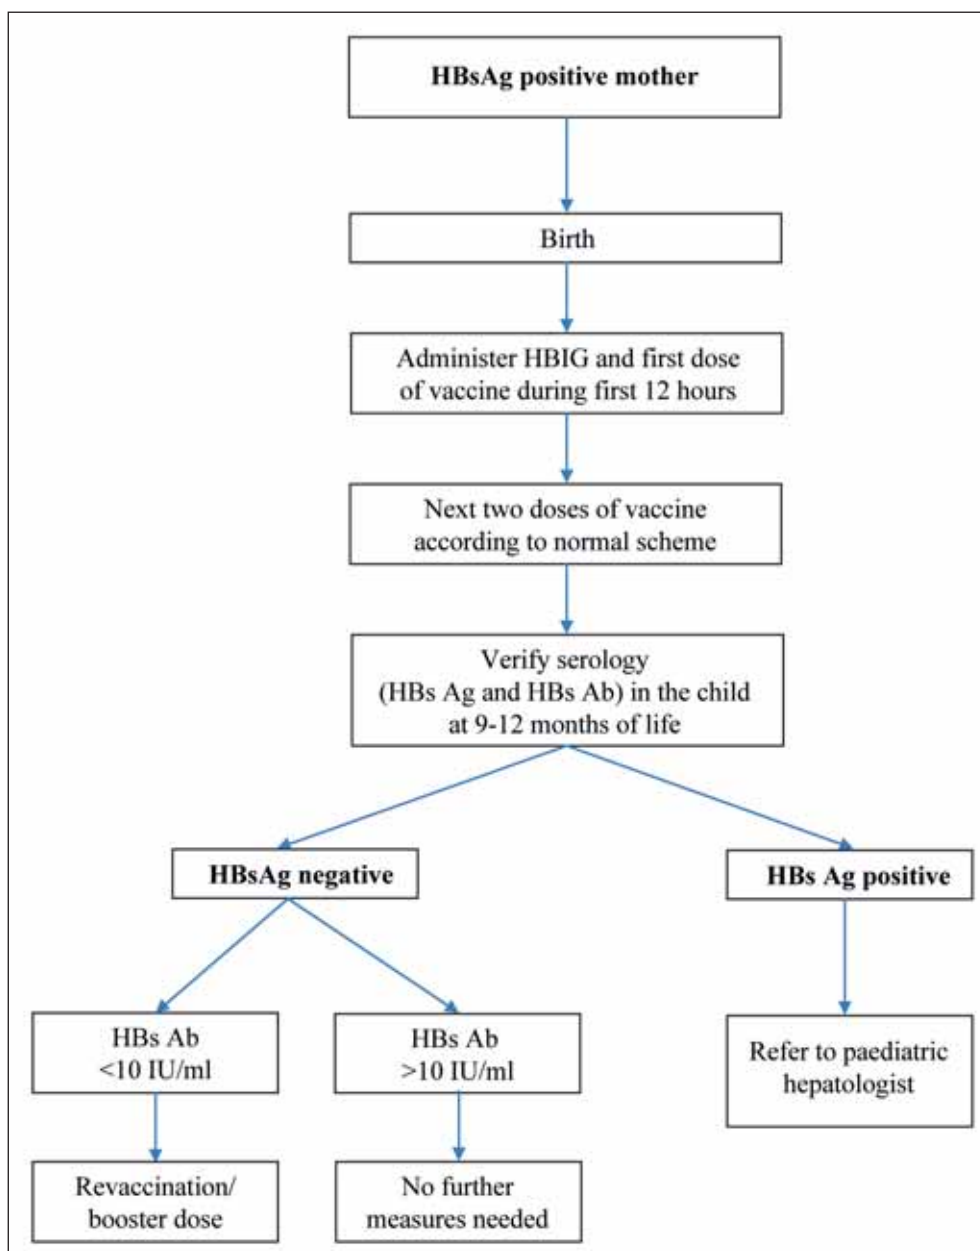 HBsAg positive mother
Birth
Administer HBIG and first dose
of vaccine during first 12 hours
Next two doses of vaccine
according to normal scheme
Verify serology
(HBs Ag and HBs Ab) in the child
at 9-12 months of life
HBsAg negative
HBs Ag positive
HBs Ab
<10 IU/ml
HBs Ab
>10 IU/ml
Refer to paediatric
hepatologist
Revaccination/
booster dose
No further
measures needed